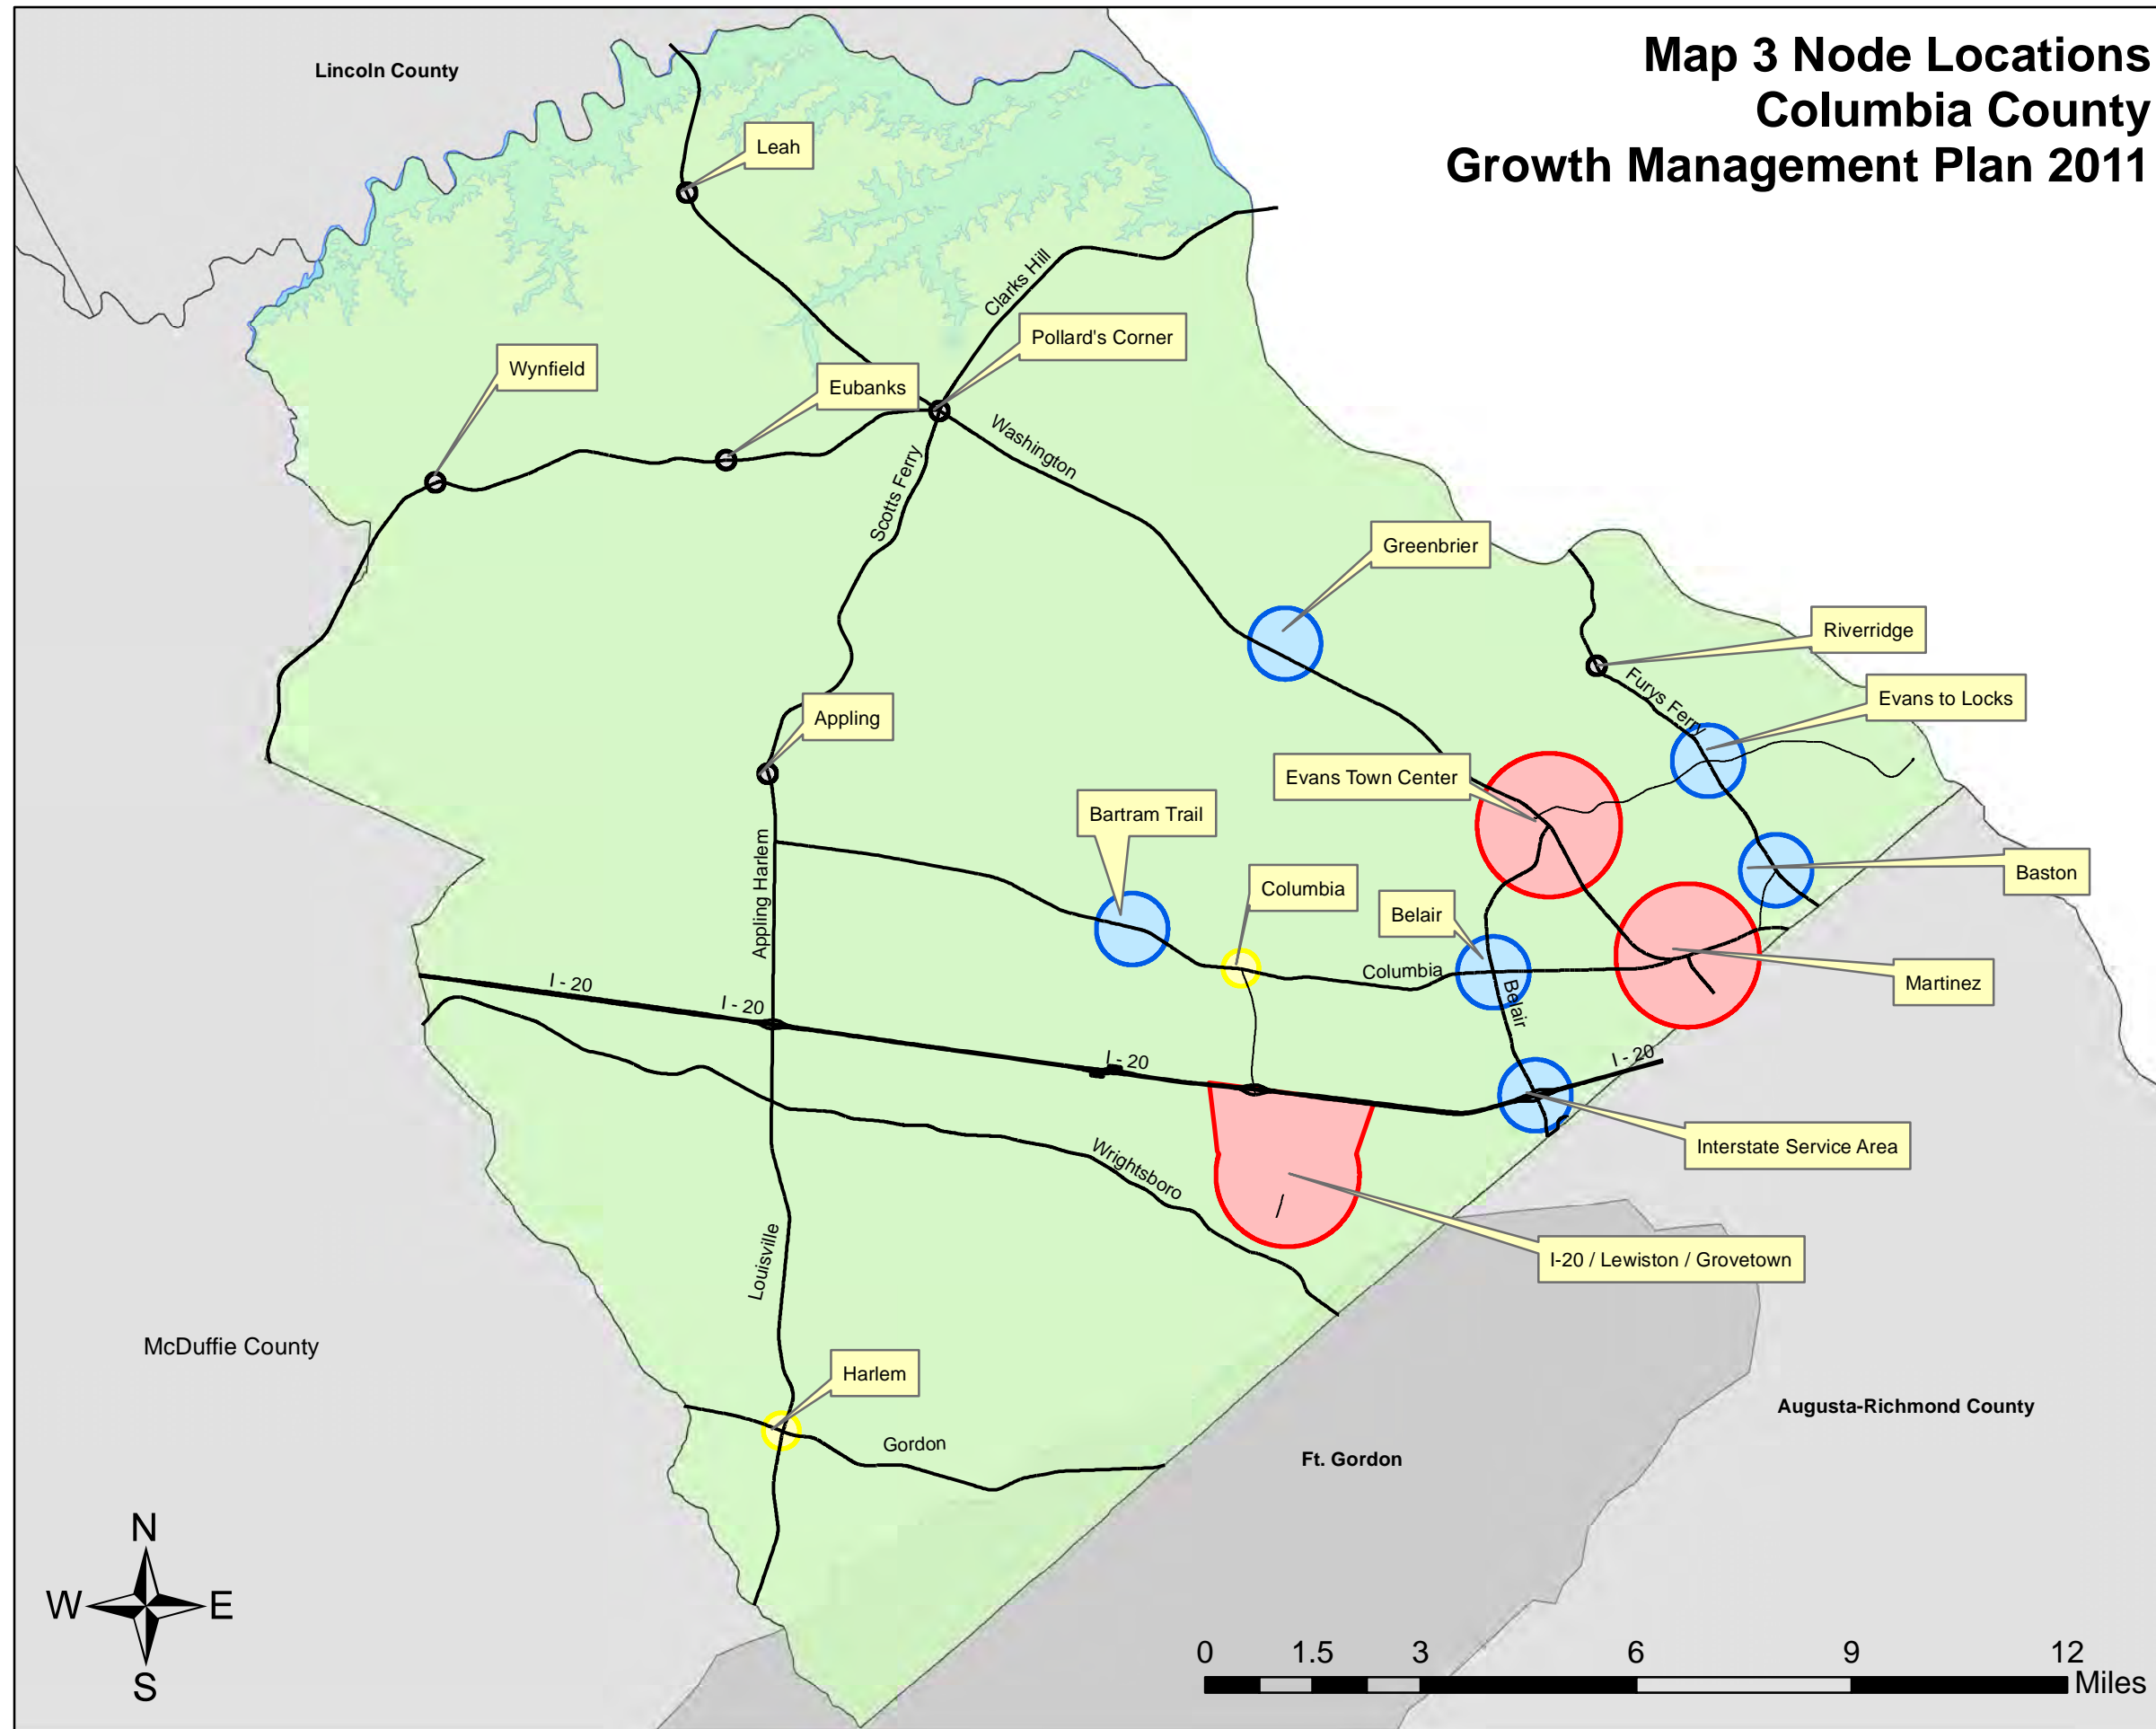 Map 3 Node Locations
Columbia County
Growth Management Plan 2011
Lincoln County
Leah
Clarks Hill
Pollard's Corner
Wynfield
Eubanks
Washington
Scotts Ferry
Greenbrier
Riverridge
Furys Ferry
Evans to Locks
Appling
Evans Town Center
Bartram Trail
Appling Harlem
Columbia
Belair
Baston
Columbia
Martinez
Belair
I - 20
I - 20
I - 20
I - 20
Interstate Service Area
Wrightsboro
Louisville
I-20 / Lewiston / Grovetown
McDuffie County
Harlem
Gordon
Augusta-Richmond County
Ft. Gordon
N
W E
S
0 1.5 3 6 9 12
Miles